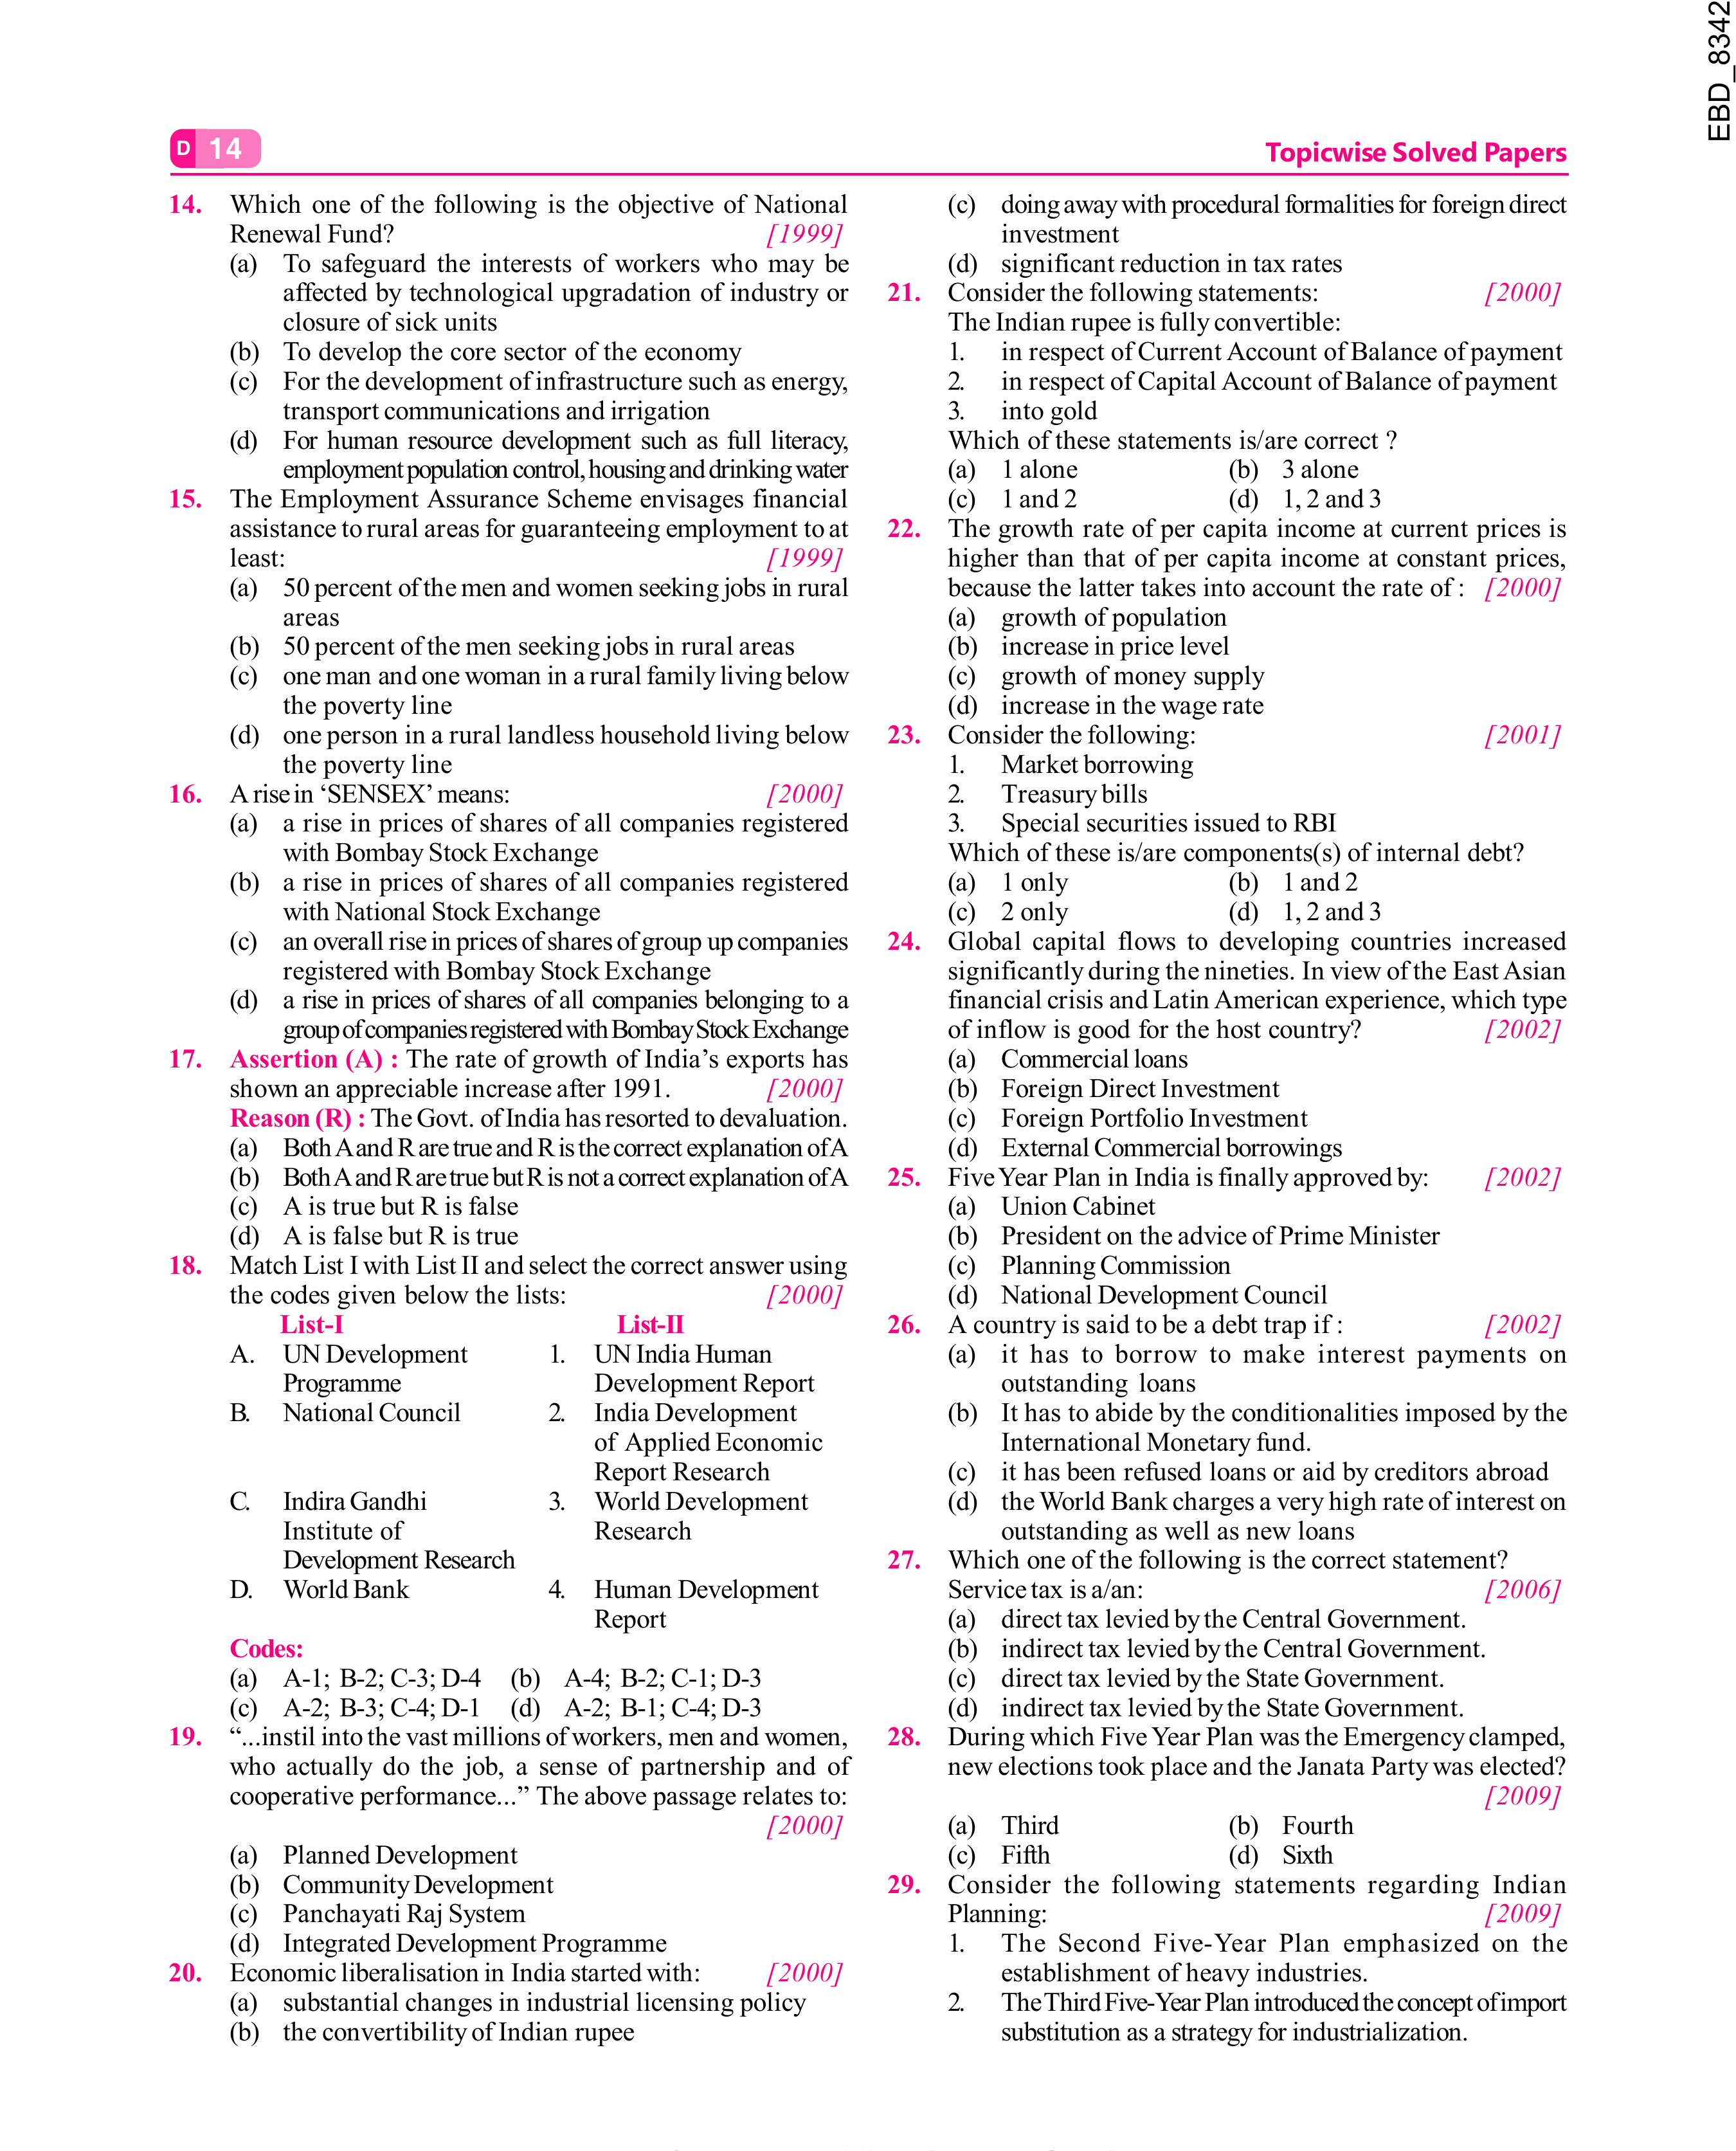 EBD_8342
D 14
Topicwise Solved Papers
14. Which one of the following is the objective of National
Renewal Fund? [1999]
(a) To safeguard the interests of workers who may be
affected by technological upgradation of industry or
closure of sick units
(b) To develop the core sector of the economy
(c) For the development of infrastructure such as energy,
transport communications and irrigation
(d) For human resource development such as full literacy,
employment population control, housing and drinking water
15. The Employment Assurance Scheme envisages financial
assistance to rural areas for guaranteeing employment to at
least: [1999]
(a) 50 percent of the men and women seeking jobs in rural
areas
(b) 50 percent of the men seeking jobs in rural areas
(c) one man and one woman in a rural family living below
the poverty line
(d) one person in a rural landless household living below
the poverty line
16. A rise in ‘SENSEX’ means: [2000]
(a) a rise in prices of shares of all companies registered
with Bombay Stock Exchange
(b) a rise in prices of shares of all companies registered
with National Stock Exchange
(c) an overall rise in prices of shares of group up companies
registered with Bombay Stock Exchange
(d) a rise in prices of shares of all companies belonging to a
group of companies registered with Bombay Stock Exchange
17. Assertion (A) : The rate of growth of India’s exports has
shown an appreciable increase after 1991. [2000]
Reason (R) : The Govt. of India has resorted to devaluation.
(a) Both A and R are true and R is the correct explanation of A
(b) Both A and R are true but R is not a correct explanation of A
(c) A is true but R is false
(d) A is false but R is true
18. Match List I with List II and select the correct answer using
the codes given below the lists: [2000]
List-I List-II
A. UN Development 1. UN India Human
Programme Development Report
B. National Council 2. India Development
of Applied Economic
Report Research
C. Indira Gandhi 3. World Development
Institute of Research
Development Research
D. World Bank 4. Human Development
Report
Codes:
(a) A-1; B-2; C-3; D-4 (b) A-4; B-2; C-1; D-3
(c) A-2; B-3; C-4; D-1 (d) A-2; B-1; C-4; D-3
19. “...instil into the vast millions of workers, men and women,
who actually do the job, a sense of partnership and of
cooperative performance...” The above passage relates to:
[2000]
(a) Planned Development
(b) Community Development
(c) Panchayati Raj System
(d) Integrated Development Programme
20. Economic liberalisation in India started with: [2000]
(a) substantial changes in industrial licensing policy
(b) the convertibility of Indian rupee
(c) doing away with procedural formalities for foreign direct
investment
(d) significant reduction in tax rates
21. Consider the following statements: [2000]
The Indian rupee is fully convertible:
1. in respect of Current Account of Balance of payment
2. in respect of Capital Account of Balance of payment
3. into gold
Which of these statements is/are correct ?
(a) 1 alone (b) 3 alone
(c) 1 and 2 (d) 1, 2 and 3
22. The growth rate of per capita income at current prices is
higher than that of per capita income at constant prices,
because the latter takes into account the rate of : [2000]
(a) growth of population
(b) increase in price level
(c) growth of money supply
(d) increase in the wage rate
23. Consider the following: [2001]
1. Market borrowing
2. Treasury bills
3. Special securities issued to RBI
Which of these is/are components(s) of internal debt?
(a) 1 only (b) 1 and 2
(c) 2 only (d) 1, 2 and 3
24. Global capital flows to developing countries increased
significantly during the nineties. In view of the East Asian
financial crisis and Latin American experience, which type
of inflow is good for the host country? [2002]
(a) Commercial loans
(b) Foreign Direct Investment
(c) Foreign Portfolio Investment
(d) External Commercial borrowings
25. Five Year Plan in India is finally approved by: [2002]
(a) Union Cabinet
(b) President on the advice of Prime Minister
(c) Planning Commission
(d) National Development Council
26. A country is said to be a debt trap if : [2002]
(a) it has to borrow to make interest payments on
outstanding loans
(b) It has to abide by the conditionalities imposed by the
International Monetary fund.
(c) it has been refused loans or aid by creditors abroad
(d) the World Bank charges a very high rate of interest on
outstanding as well as new loans
27. Which one of the following is the correct statement?
Service tax is a/an: [2006]
(a) direct tax levied by the Central Government.
(b) indirect tax levied by the Central Government.
(c) direct tax levied by the State Government.
(d) indirect tax levied by the State Government.
28. During which Five Year Plan was the Emergency clamped,
new elections took place and the Janata Party was elected?
[2009]
(a) Third (b) Fourth
(c) Fifth (d) Sixth
29. Consider the following statements regarding Indian
Planning: [2009]
1. The Second Five-Year Plan emphasized on the
establishment of heavy industries.
2. The Third Five-Year Plan introduced the concept of import
substitution as a strategy for industrialization.